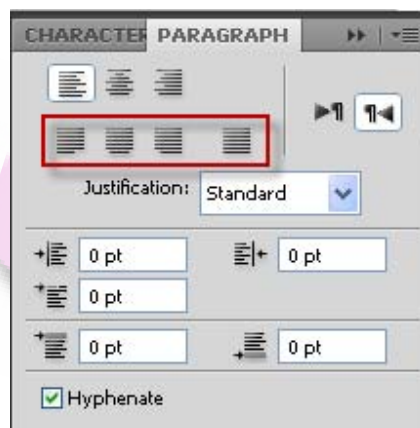 CHARACTER PARAGRAPH
Justification: Standard
0 pt 0 pt
0 pt
0 pt 0 pt
Hyphenate